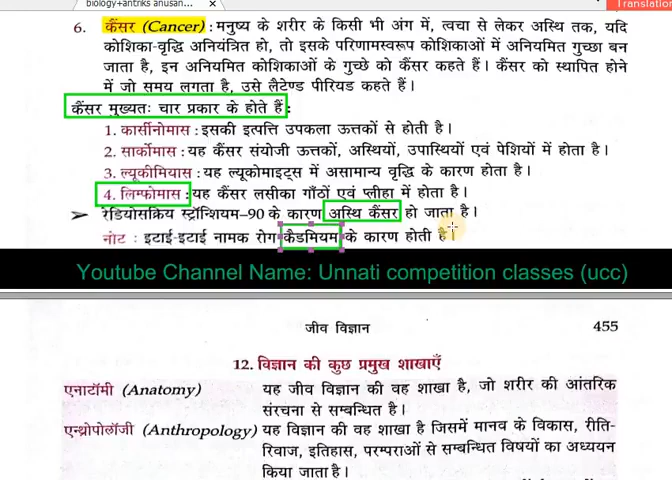 biology+antriks anusan... ×
6. कैंसर (Cancer) : मनुष्य के शरीर के किसी भी अंग में, त्वचा से लेकर अस्थि तक, यदि
कोशिका-वृद्धि अनियंत्रित हो, तो इसके परिणामस्वरूप कोशिकाओं में अनियमित गुच्छा बन
जाता है, इन अनियमित कोशिकाओं के गुच्छे को कैंसर कहते हैं। कैंसर को स्थापित होने
में जो समय लगता है, उसे लैटेण्ड पीरियड कहते हैं।
कैंसर मुख्यतः चार प्रकार के होते हैं :
1. कार्सीनोमास : इसकी इत्पत्ति उपकला ऊत्तकों से होती है।
2. सार्कोमास : यह कैंसर संयोजी ऊत्तकों, अस्थियों, उपास्थियों एवं पेशियों में होता है।
3. ल्यूकीमियास : यह ल्यूकोमाइट्स में असामान्य वृद्धि के कारण होता है।
4. लिम्फोमास : यह कैंसर लसीका गाँठों एवं प्लीहा में होता है।
➢ रेडियोसक्रिय स्ट्रॉन्शियम-90 के कारण अस्थि कैंसर हो जाता है।
नोट : इटाई-इटाई नामक रोग कैडमियम के कारण होती है।
Youtube Channel Name: Unnati competition classes (ucc)
जीव विज्ञान 455
12. विज्ञान की कुछ प्रमुख शाखाएँ
एनाटॉमी (Anatomy) यह जीव विज्ञान की वह शाखा है, जो शरीर की आंतरिक
संरचना से सम्बन्धित है।
एन्थ्रोपोलॉजी (Anthropology) यह विज्ञान की वह शाखा है जिसमें मानव के विकास, रीति-
रिवाज, इतिहास, परम्पराओं से सम्बन्धित विषयों का अध्ययन
किया जाता है।